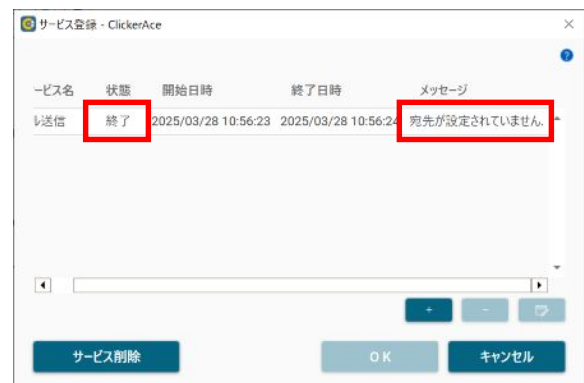 サービス登録 - ClickerAce
ービス名 状態 開始日時 終了日時 メッセージ
ル送信 終了 2025/03/28 10:56:23 2025/03/28 10:56:24 宛先が設定されていません.
サービス削除 OK キャンセル